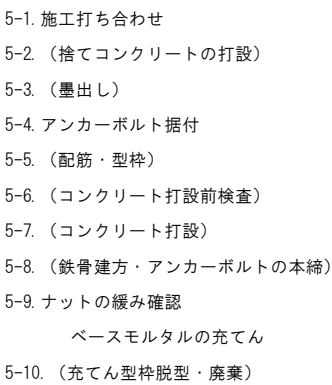 5-1. 施工打ち合わせ
5-2. （捨てコンクリートの打設）
5-3. （墨出し）
5-4. アンカーボルト据付
5-5. （配筋・型枠）
5-6. （コンクリート打設前検査）
5-7. （コンクリート打設）
5-8. （鉄骨建方・アンカーボルトの本締）
5-9. ナットの緩み確認
ベースモルタルの充てん
5-10. （充てん型枠脱型・廃棄）